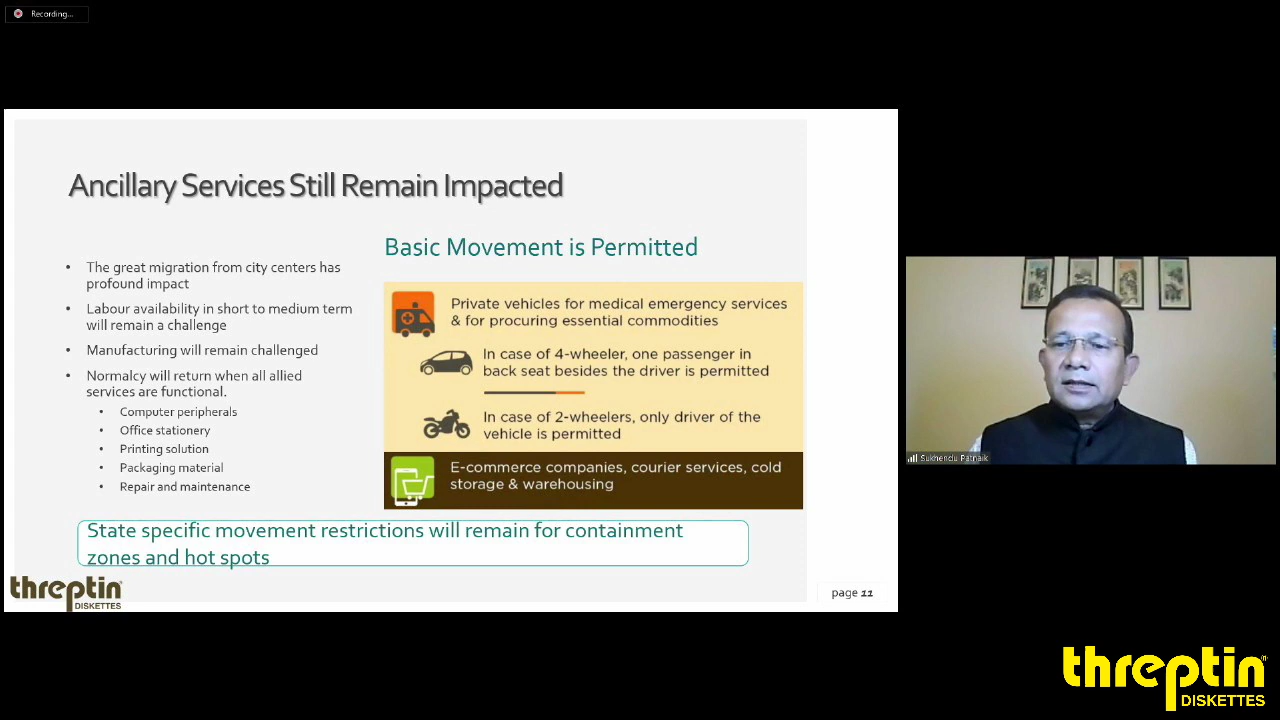 Recording...
Ancillary Services Still Remain Impacted
• The great migration from city centers has
profound impact
• Labour availability in short to medium term
will remain a challenge
• Manufacturing will remain challenged
• Normalcy will return when all allied
services are functional.
• Computer peripherals
• Office stationery
• Printing solution
• Packaging material
• Repair and maintenance
Basic Movement is Permitted
Private vehicles for medical emergency services
& for procuring essential commodities
In case of 4-wheeler, one passenger in
back seat besides the driver is permitted
In case of 2-wheelers, only driver of the
vehicle is permitted
E-commerce companies, courier services, cold
storage & warehousing
State specific movement restrictions will remain for containment
zones and hot spots
threptin
DISKETTES
page 11
Sukhendu Patnaik
threptin
DISKETTES